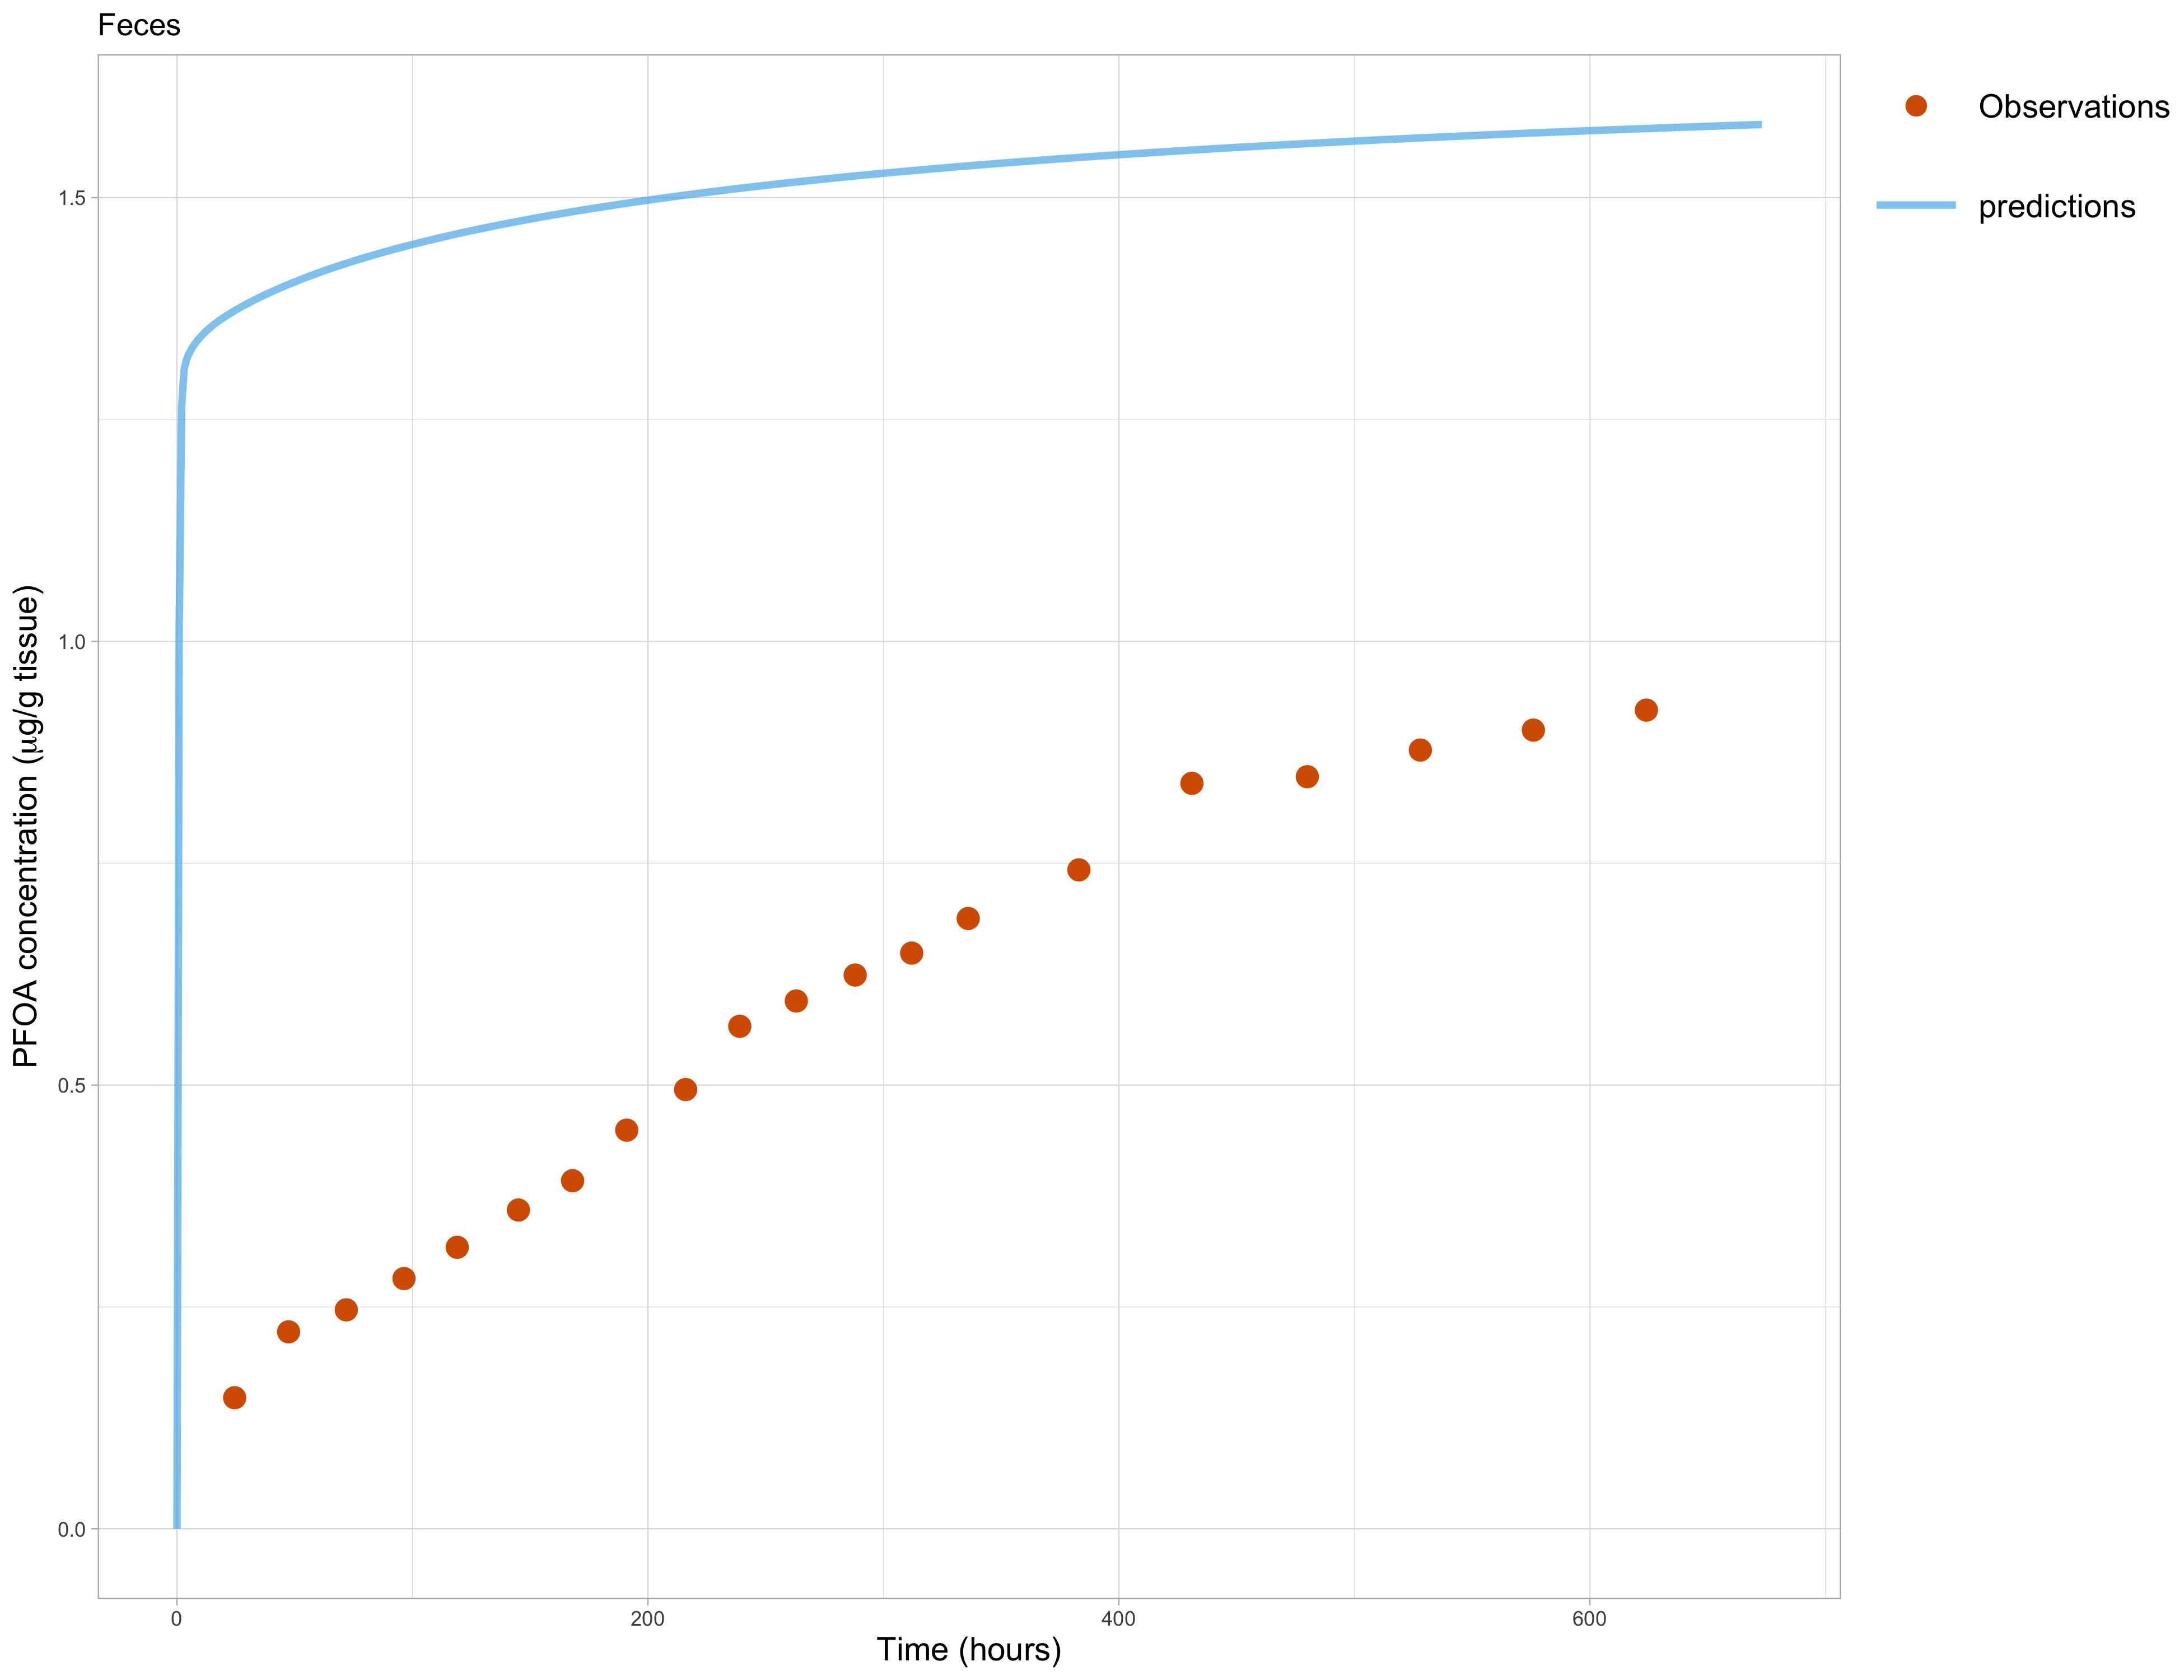 Feces
Observations
predictions
1.5
1.0
0.5
0.0
PFOA concentration (μg/g tissue)
0
200
400
600
Time (hours)